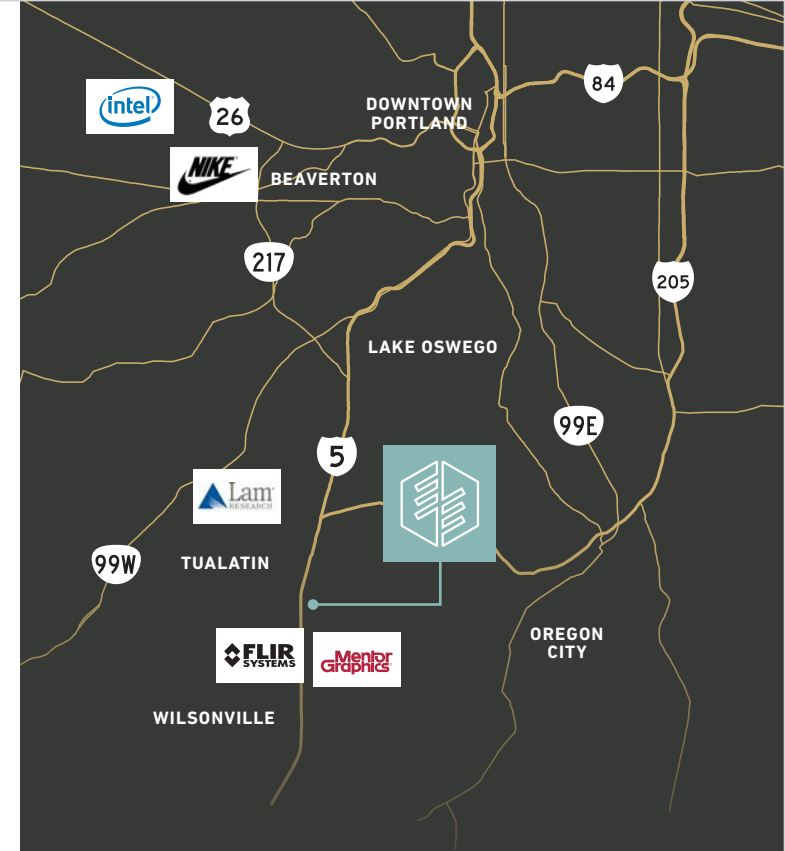 84
intel
26
DOWNTOWN
PORTLAND
NIKE
BEAVERTON
217
205
LAKE OSWEGO
99E
5
Lam
RESEARCH
99W
TUALATIN
FLIR
SYSTEMS
Mentor
Graphics
OREGON
CITY
WILSONVILLE